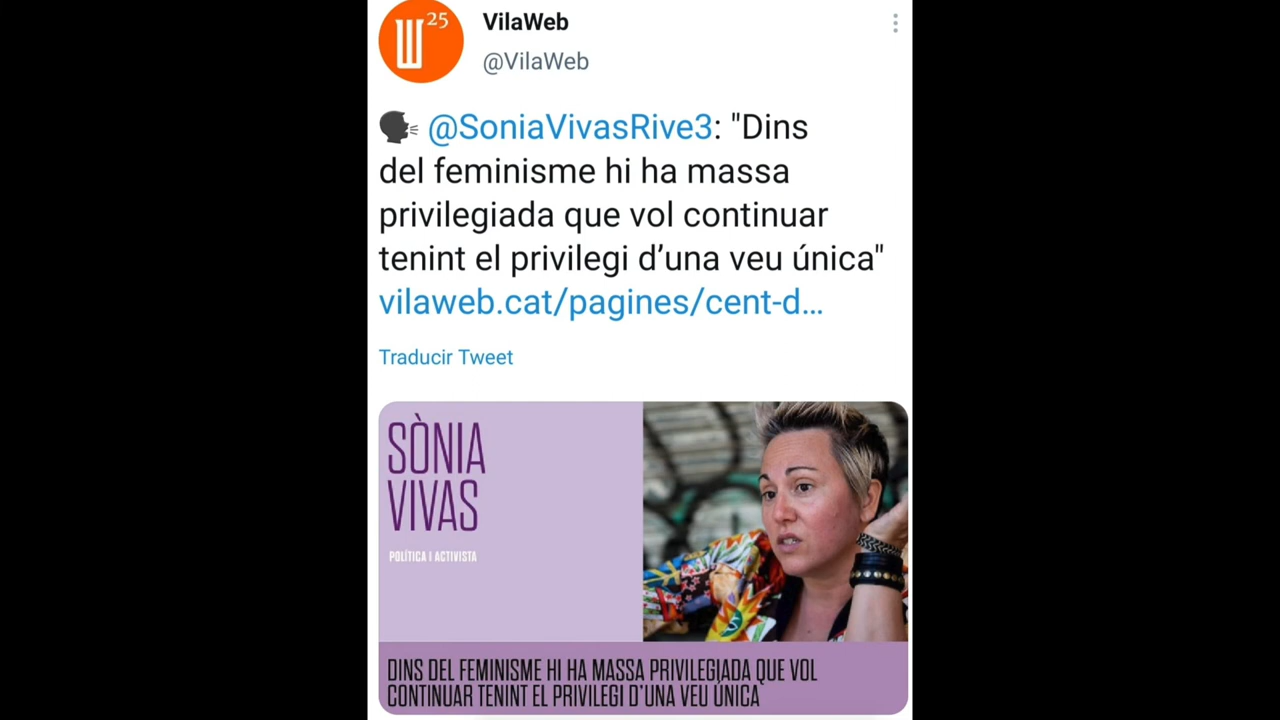 W25
VilaWeb
@VilaWeb
@SoniaVivasRive3: "Dins
del feminisme hi ha massa
privilegiada que vol continuar
tenint el privilegi d’una veu única"
vilaweb.cat/pagines/cent-d...
Traducir Tweet
SÒNIA
VIVAS
POLÍTICA I ACTIVISTA
DINS DEL FEMINISME HI HA MASSA PRIVILEGIADA QUE VOL
CONTINUAR TENINT EL PRIVILEGI D’UNA VEU ÚNICA